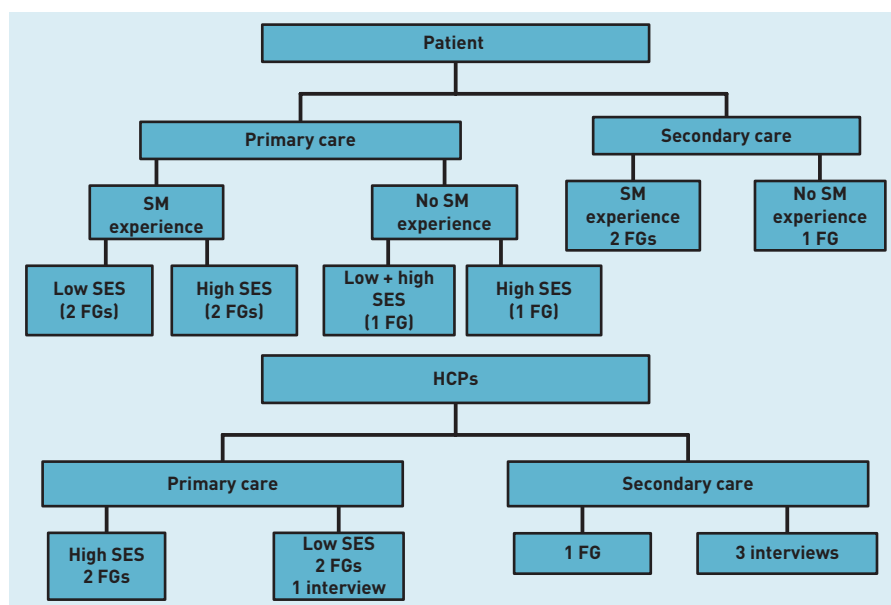 Patient
Primary care
Secondary care
SM
experience
No SM
experience
SM
experience
2 FGs
No SM
experience
1 FG
Low SES
(2 FGs)
High SES
(2 FGs)
Low + high
SES
(1 FG)
High SES
(1 FG)
HCPs
Primary care
Secondary care
High SES
2 FGs
Low SES
2 FGs
1 interview
1 FG
3 interviews